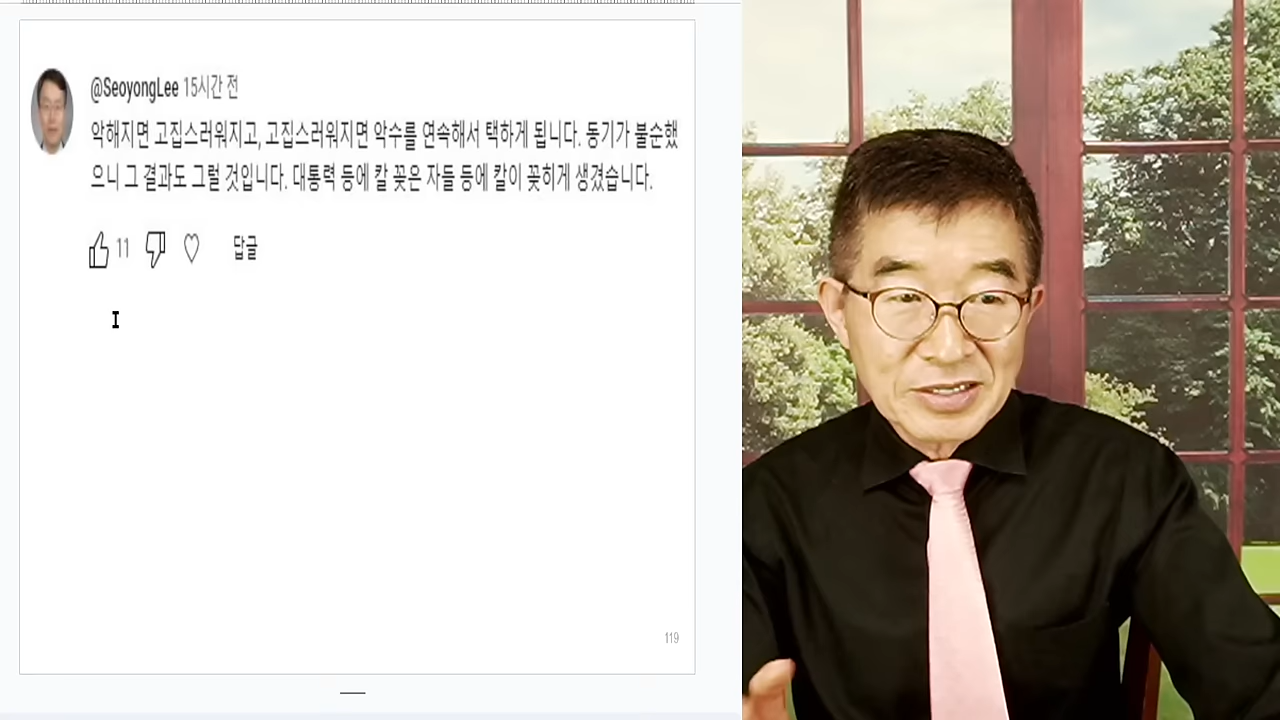 @SeoyongLee 15시간 전
악해지면 고집스러워지고, 고집스러워지면 악수를 연속해서 택하게 됩니다. 동기가 불순했
으니 그 결과도 그럴 것입니다. 대통력 등에 칼 꽂은 자들 등에 칼이 꽂히게 생겼습니다.
11 답글
119